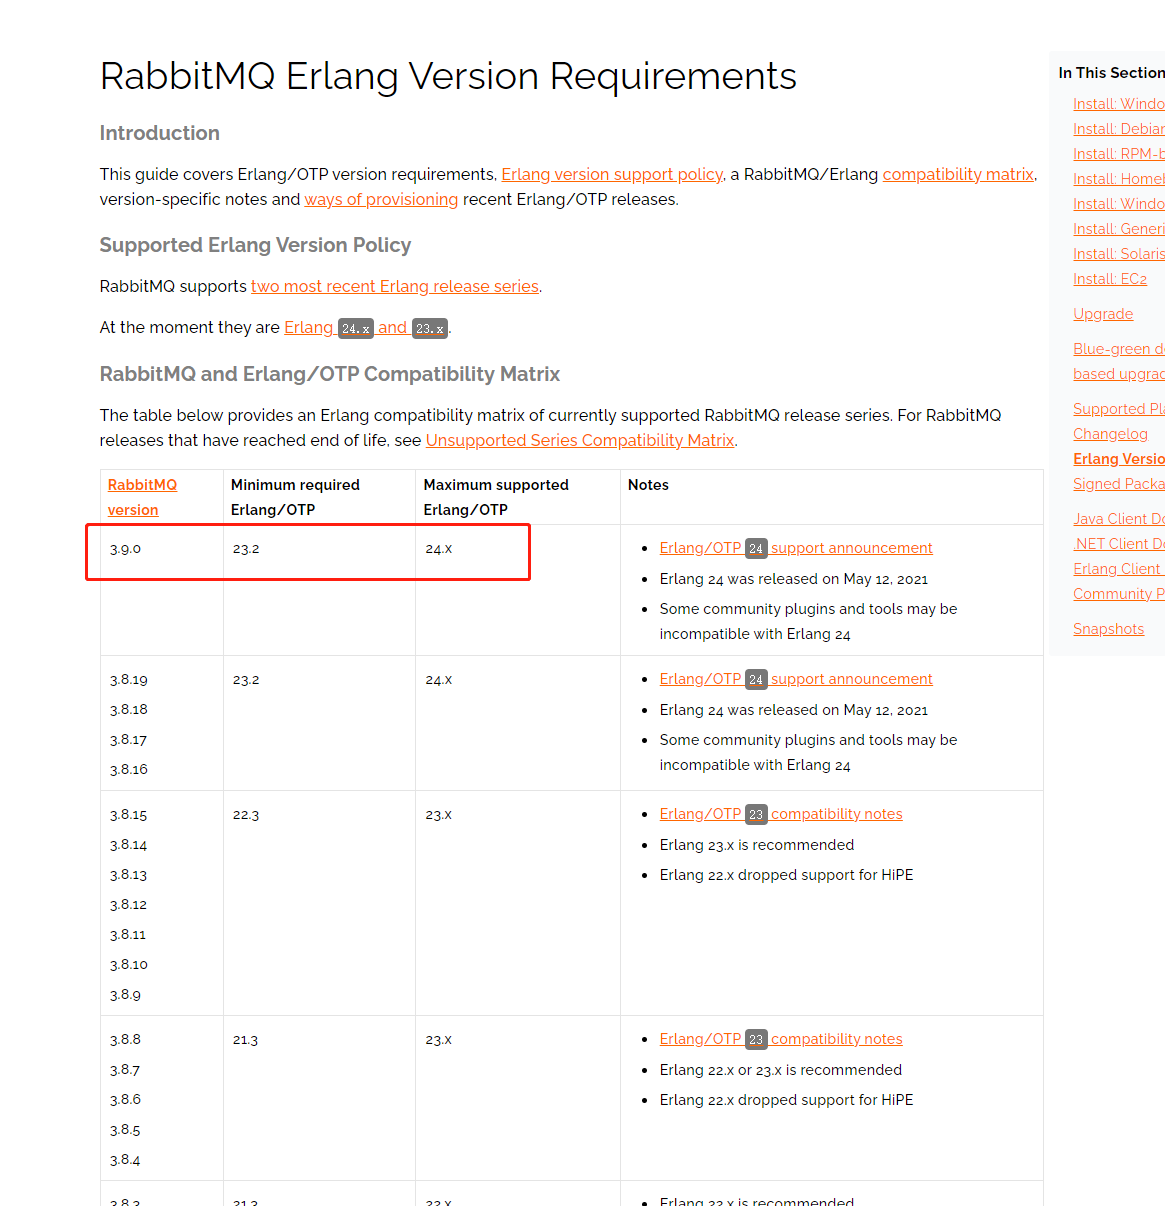 RabbitMQ Erlang Version Requirements
Introduction
This guide covers Erlang/OTP version requirements, Erlang version support policy, a RabbitMQ/Erlang compatibility matrix,
version-specific notes and ways of provisioning recent Erlang/OTP releases.
Supported Erlang Version Policy
RabbitMQ supports two most recent Erlang release series.
At the moment they are Erlang 24.x and 23.x.
RabbitMQ and Erlang/OTP Compatibility Matrix
The table below provides an Erlang compatibility matrix of currently supported RabbitMQ release series. For RabbitMQ
releases that have reached end of life, see Unsupported Series Compatibility Matrix.
RabbitMQ version
Minimum required Erlang/OTP
Maximum supported Erlang/OTP
Notes
3.9.0
23.2
24.x
Erlang/OTP 24 support announcement
Erlang 24 was released on May 12, 2021
Some community plugins and tools may be
incompatible with Erlang 24
3.8.19
3.8.18
3.8.17
3.8.16
23.2
24.x
Erlang/OTP 24 support announcement
Erlang 24 was released on May 12, 2021
Some community plugins and tools may be
incompatible with Erlang 24
3.8.15
3.8.14
3.8.13
3.8.12
3.8.11
3.8.10
3.8.9
22.3
23.x
Erlang/OTP 23 compatibility notes
Erlang 23.x is recommended
Erlang 22.x dropped support for HiPE
3.8.8
3.8.7
3.8.6
3.8.5
3.8.4
21.3
23.x
Erlang/OTP 23 compatibility notes
Erlang 22.x or 23.x is recommended
Erlang 22.x dropped support for HiPE
3.8.3
21.3
22.x
Erlang 22.x is recommended
In This Section
Install: Windo
Install: Debian
Install: RPM-b
Install: Homeb
Install: Windo
Install: Generi
Install: Solaris
Install: EC2
Upgrade
Blue-green de
based upgrad
Supported Pla
Changelog
Erlang Versio
Signed Packa
Java Client Do
.NET Client Do
Erlang Client
Community P
Snapshots